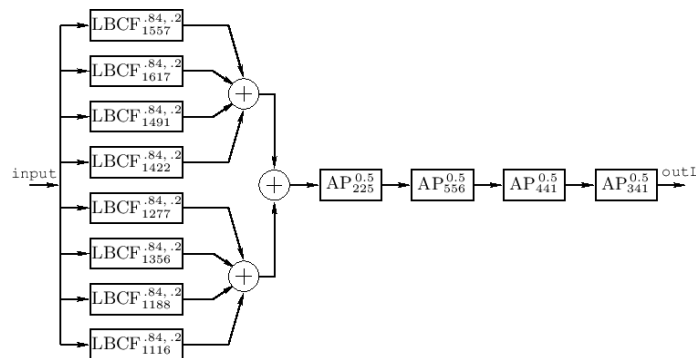 LBCF.84, .2 1557
LBCF.84, .2 1617
+
LBCF.84, .2 1491
LBCF.84, .2 1422
input
+
AP0.5 225
AP0.5 556
AP0.5 441
AP0.5 341
outL
LBCF.84, .2 1277
LBCF.84, .2 1356
+
LBCF.84, .2 1188
LBCF.84, .2 1116